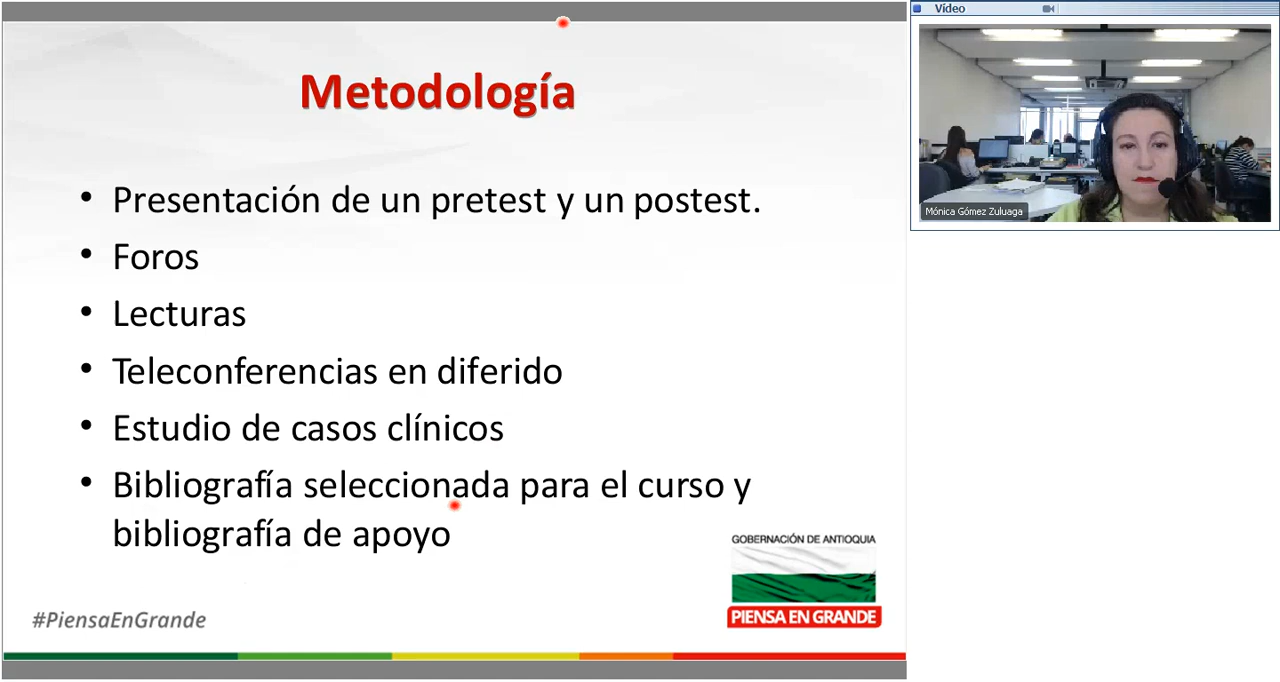 Metodología
• Presentación de un pretest y un postest.
• Foros
• Lecturas
• Teleconferencias en diferido
• Estudio de casos clínicos
• Bibliografía seleccionada para el curso y
bibliografía de apoyo
GOBERNACIÓN DE ANTIOQUIA
PIENSA EN GRANDE
#PiensaEnGrande
Vídeo
Mónica Gómez Zuluaga